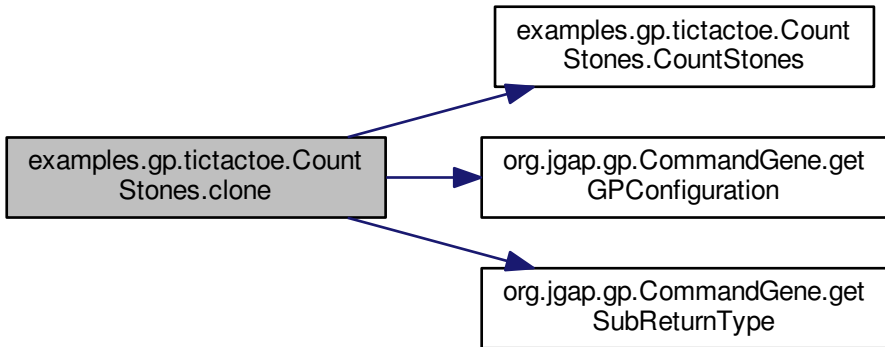 examples.gp.tictactoe.Count
Stones.CountStones
examples.gp.tictactoe.Count
Stones.clone
org.jgap.gp.CommandGene.get
GPConfiguration
org.jgap.gp.CommandGene.get
SubReturnType